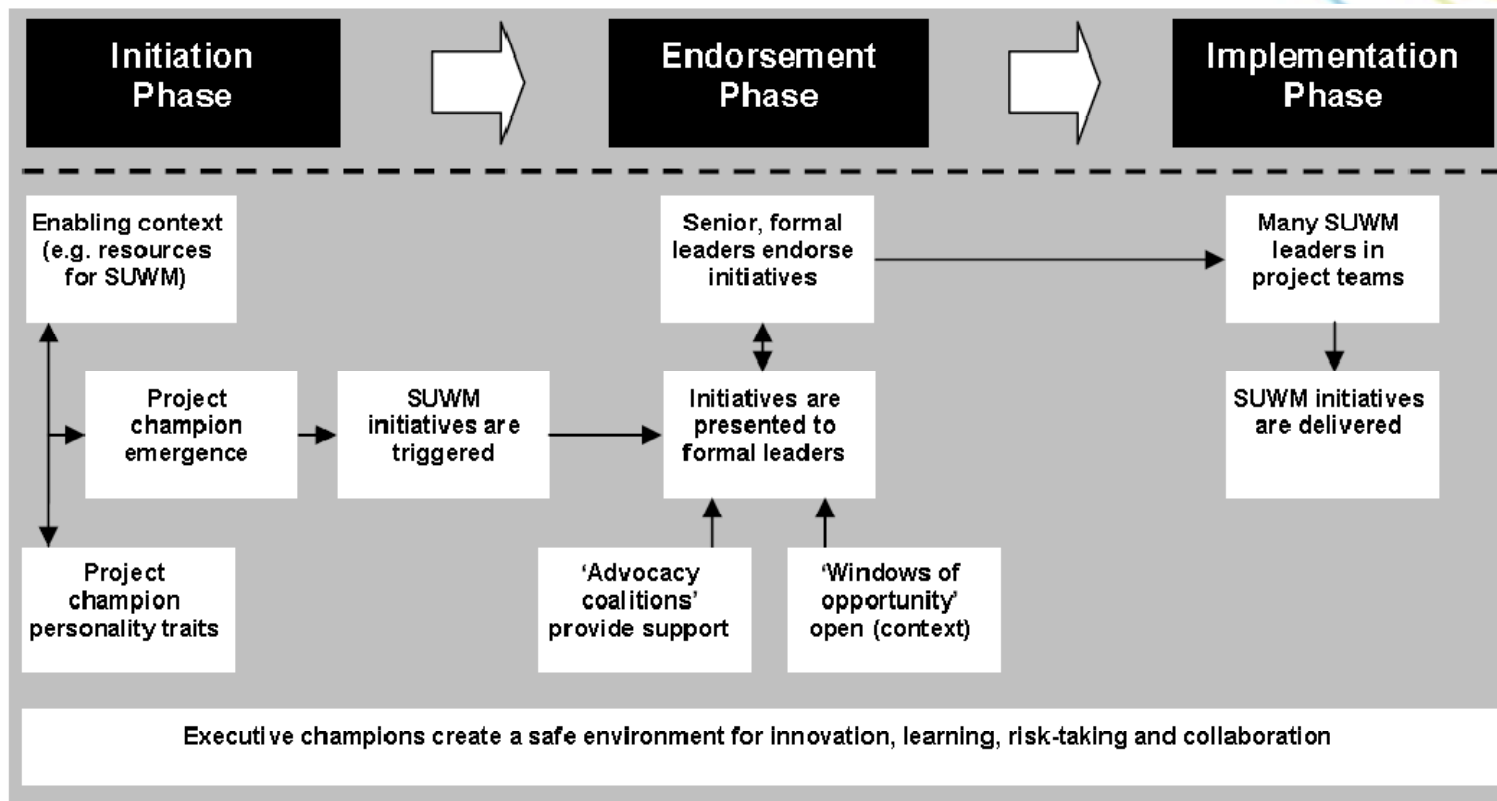 Initiation
Phase
Endorsement
Phase
Implementation
Phase
Enabling context
(e.g. resources
for SUWM)
Senior, formal
leaders endorse
initiatives
Many SUWM
leaders in
project teams
Project
champion
emergence
SUWM
initiatives are
triggered
Initiatives are
presented to
formal leaders
SUWM initiatives
are delivered
Project
champion
personality traits
‘Advocacy
coalitions’
provide support
‘Windows of
opportunity’
open (context)
Executive champions create a safe environment for innovation, learning, risk-taking and collaboration